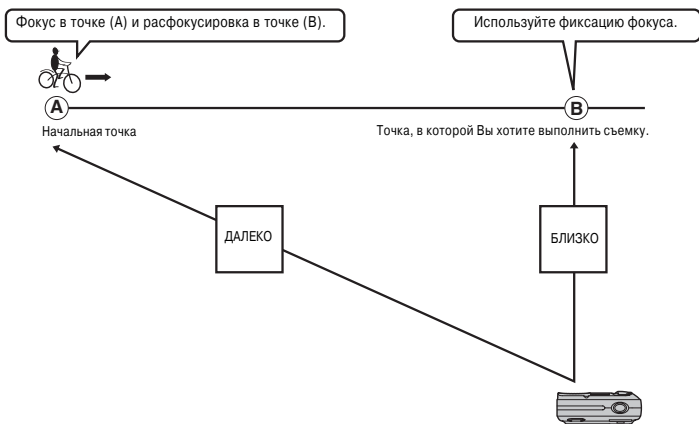 Фокус в точке (А) и расфокусировка в точке (В).
Используйте фиксацию фокуса.
A
B
Начальная точка
Точка, в которой Вы хотите выполнить съемку.
ДАЛЕКО
БЛИЗКО